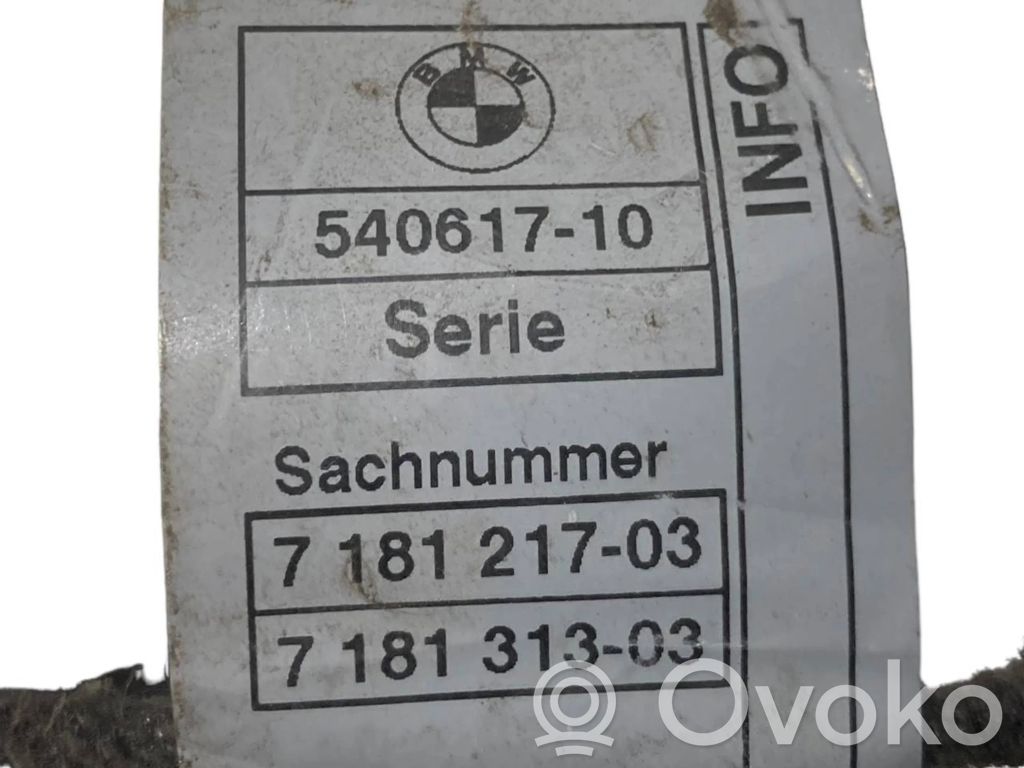 BMW
540617-10
Serie
Sachnummer
7 181 217-03
7 181 313-03
INFO
Ovoko